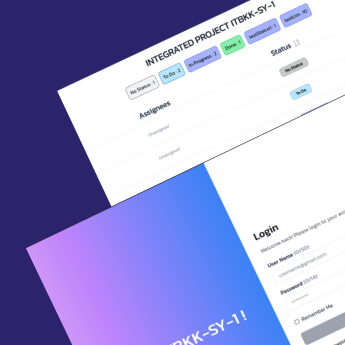 INTEGRATED PROJECT ITBKK-SY-1
No Status : 1
To Do : 2
In Progress : 2
Done : 1
testStatus1 : 1
testLim : 10
Assignees
Status
Unassigned
No Status
Unassigned
To Do
BKK-SY-1!
Login
Welcome back! Please login to your
User Name (0/50)
username@gmail.com
Password (0/14)
Remember Me